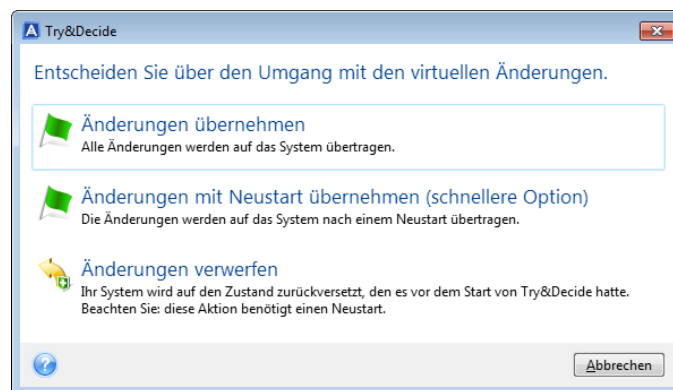 Try&Decide
Entscheiden Sie über den Umgang mit den virtuellen Änderungen.
Änderungen übernehmen
Alle Änderungen werden auf das System übertragen.
Änderungen mit Neustart übernehmen (schnellere Option)
Die Änderungen werden auf das System nach einem Neustart übertragen.
Änderungen verwerfen
Ihr System wird auf den Zustand zurückversetzt, den es vor dem Start von Try&Decide hatte.
Beachten Sie: diese Aktion benötigt einen Neustart.
Abbrechen